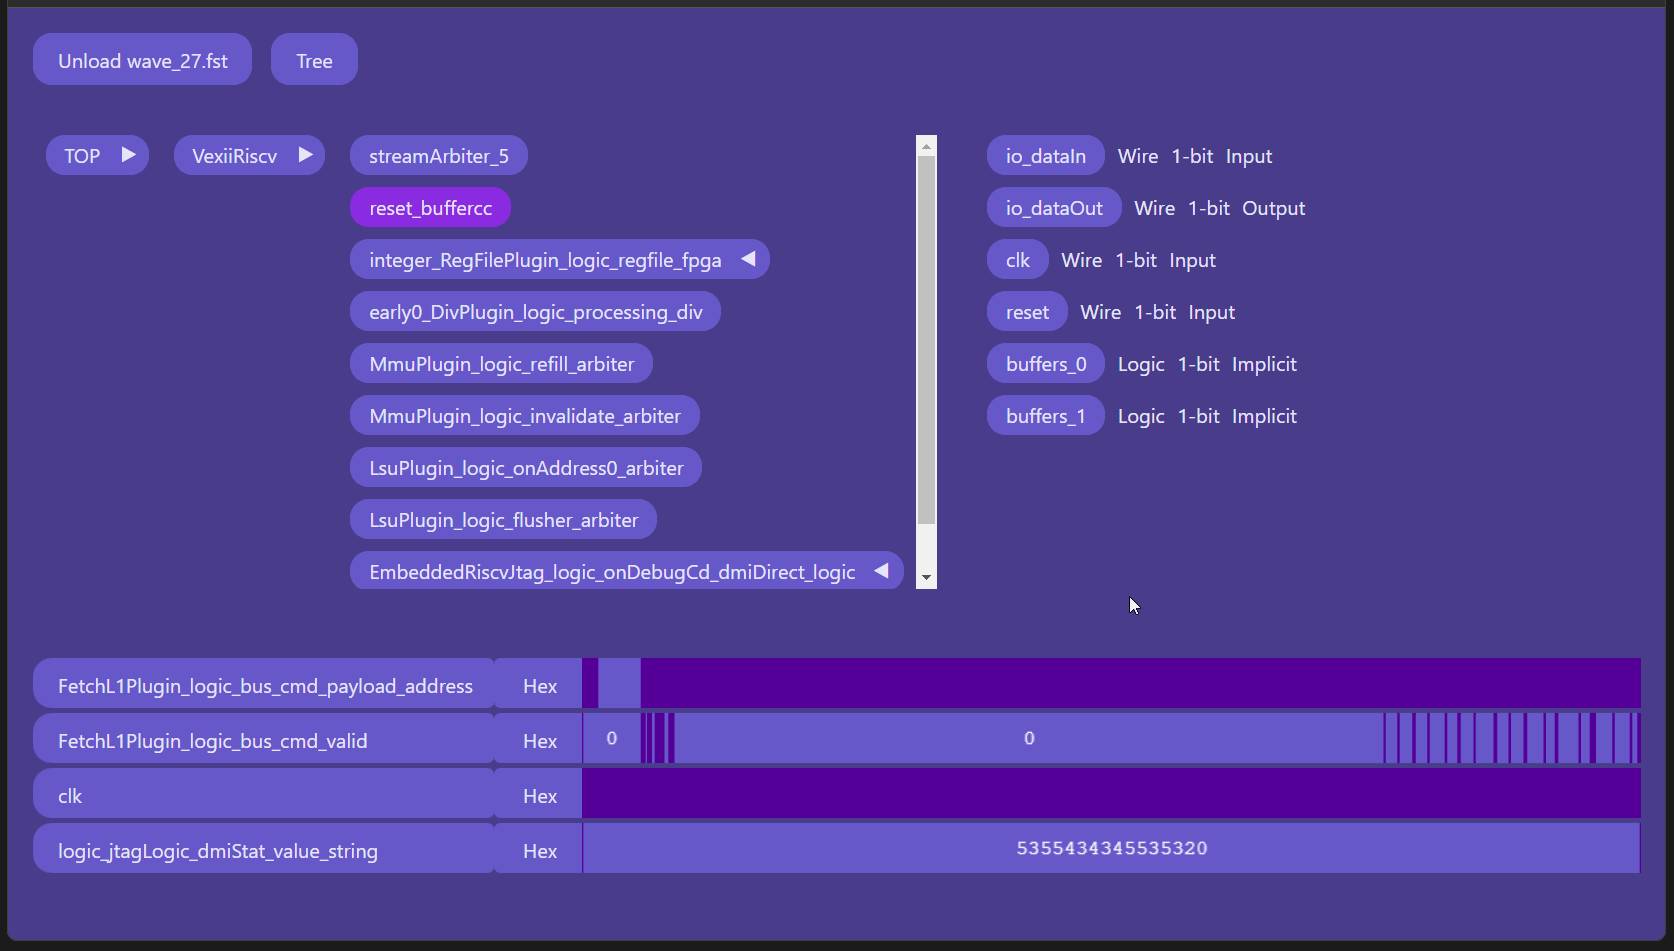 Unload wave_27.fst Tree
TOP VexiiRiscv streamArbiter_5 io_dataIn Wire 1-bit Input
reset_buffercc io_dataOut Wire 1-bit Output
integer_RegFilePlugin_logic_regfile_fpga clk Wire 1-bit Input
early0_DivPlugin_logic_processing_div reset Wire 1-bit Input
MmuPlugin_logic_refill_arbiter buffers_0 Logic 1-bit Implicit
MmuPlugin_logic_invalidate_arbiter buffers_1 Logic 1-bit Implicit
LsuPlugin_logic_onAddress0_arbiter
LsuPlugin_logic_flusher_arbiter
EmbeddedRiscvJtag_logic_onDebugCd_dmiDirect_logic
FetchL1Plugin_logic_bus_cmd_payload_address Hex
FetchL1Plugin_logic_bus_cmd_valid Hex 0 0
clk Hex
logic_jtagLogic_dmiStat_value_string Hex 5355434345535320